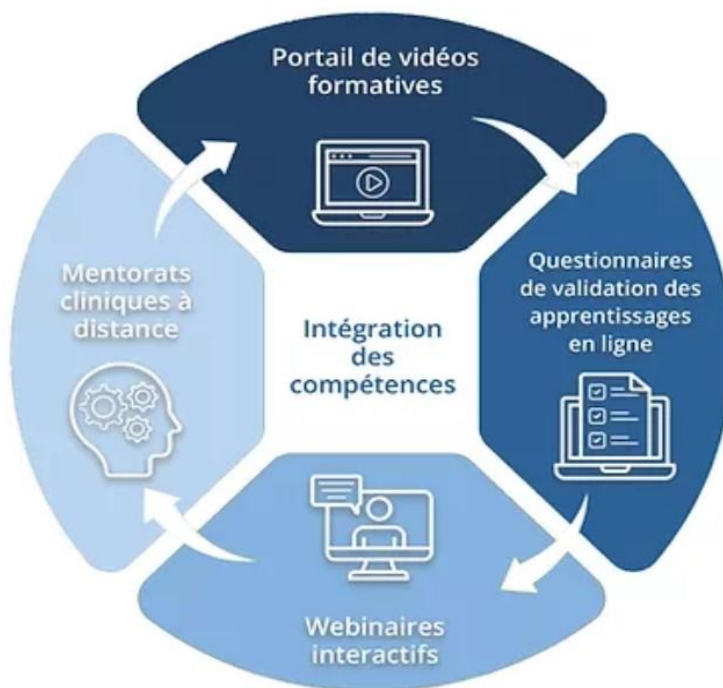 Portail de vidéos
formatives
Questionnaires
de validation des
apprentissages
en ligne
Webinaires
interactifs
Mentorats
cliniques à
distance
Intégration
des
compétences